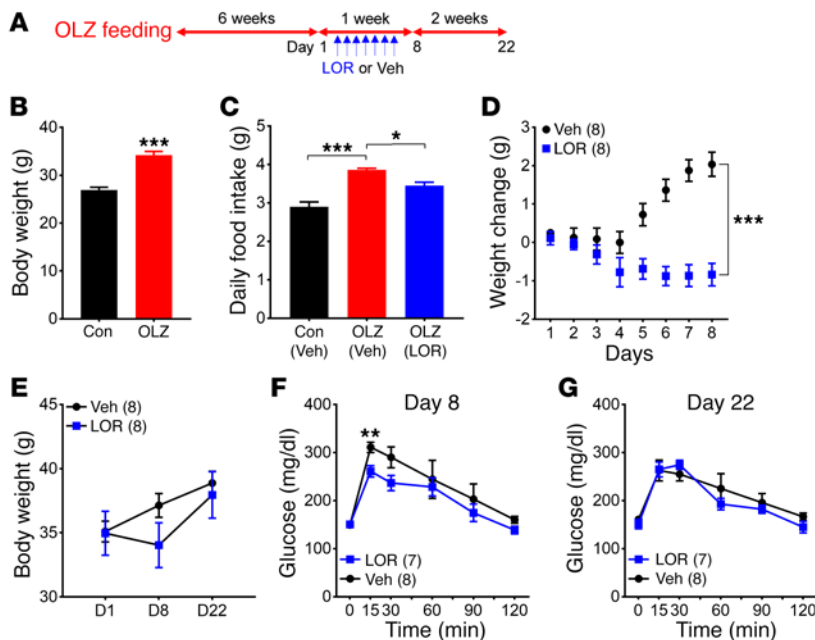 A
OLZ feeding
6 weeks 1 week 2 weeks
Day 1 8 22
LOR or Veh
B
Body weight (g)
40
30
20
10
0
***
Con OLZ
C
Daily food intake (g)
5
4
3
2
1
0
*** *
Con OLZ OLZ
(Veh) (Veh) (LOR)
D
Weight change (g)
Veh (8)
LOR (8)
3
2
1
0
-1
***
1 2 3 4 5 6 7 8
Days
E
Body weight (g)
Veh (8)
LOR (8)
45
40
35
30
D1 D8 D22
F
Day 8
Glucose (mg/dl)
400
300
200
100
**
LOR (7)
Veh (8)
0 15 30 60 90 120
Time (min)
G
Day 22
Glucose (mg/dl)
400
300
200
100
LOR (7)
Veh (8)
0 15 30 60 90 120
Time (min)